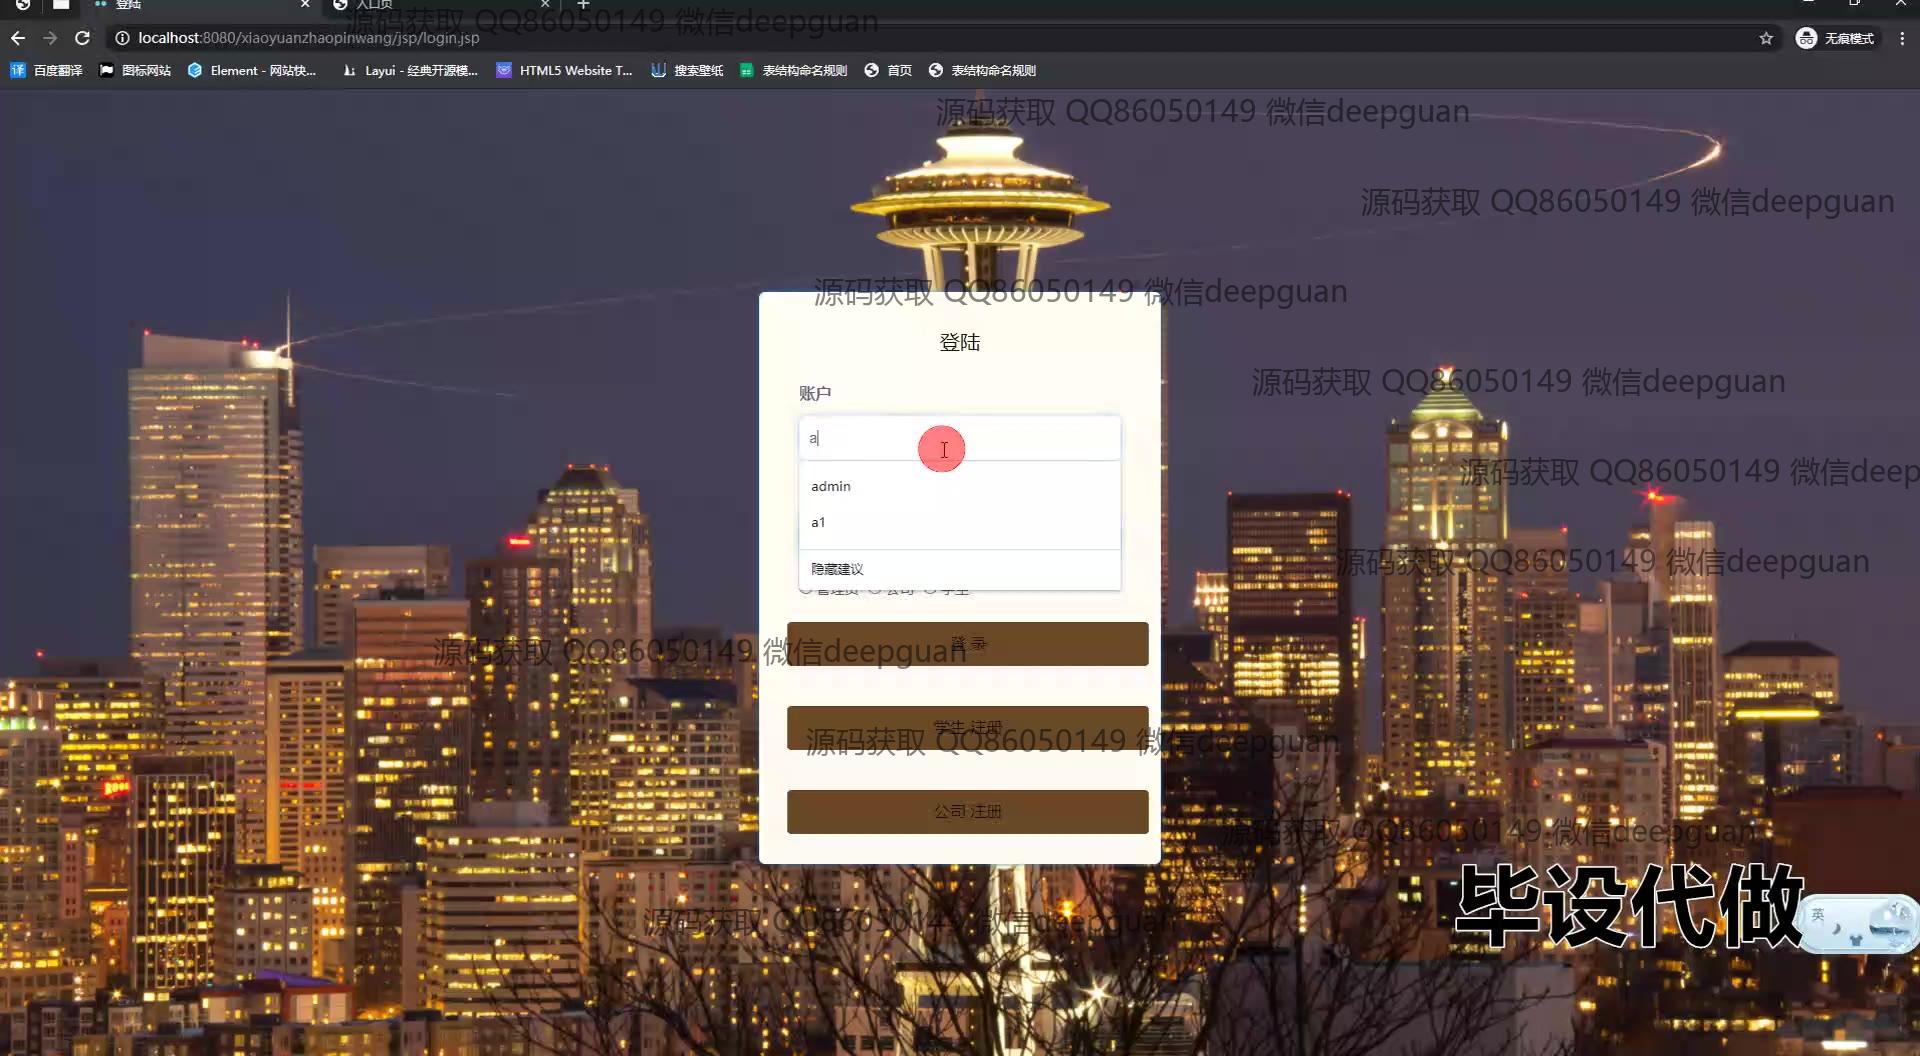 登陆
入口页
localhost:8080/xiaoyuanzhaopinwang/jsp/login.jsp
无痕模式
百度翻译
图标网站
Element - 网站快...
Layui - 经典开源模...
HTML5 Website T...
搜索壁纸
表结构命名规则
首页
表结构命名规则
源码获取 QQ86050149 微信deepguan
源码获取 QQ86050149 微信deepguan
源码获取 QQ86050149 微信deepguan
源码获取 QQ86050149 微信deepguan
登陆
源码获取 QQ86050149 微信deepguan
账户
a
源码获取 QQ86050149 微信deep
admin
a1
源码获取 QQ86050149 微信deepguan
隐藏建议
管理员 公司 学生
登 录
源码获取 QQ86050149 微信deepguan
学生 注册
源码获取 QQ86050149 微信deepguan
公司 注册
源码获取 QQ86050149 微信deepguan
毕设代做
英
源码获取 QQ86050149 微信deepguan